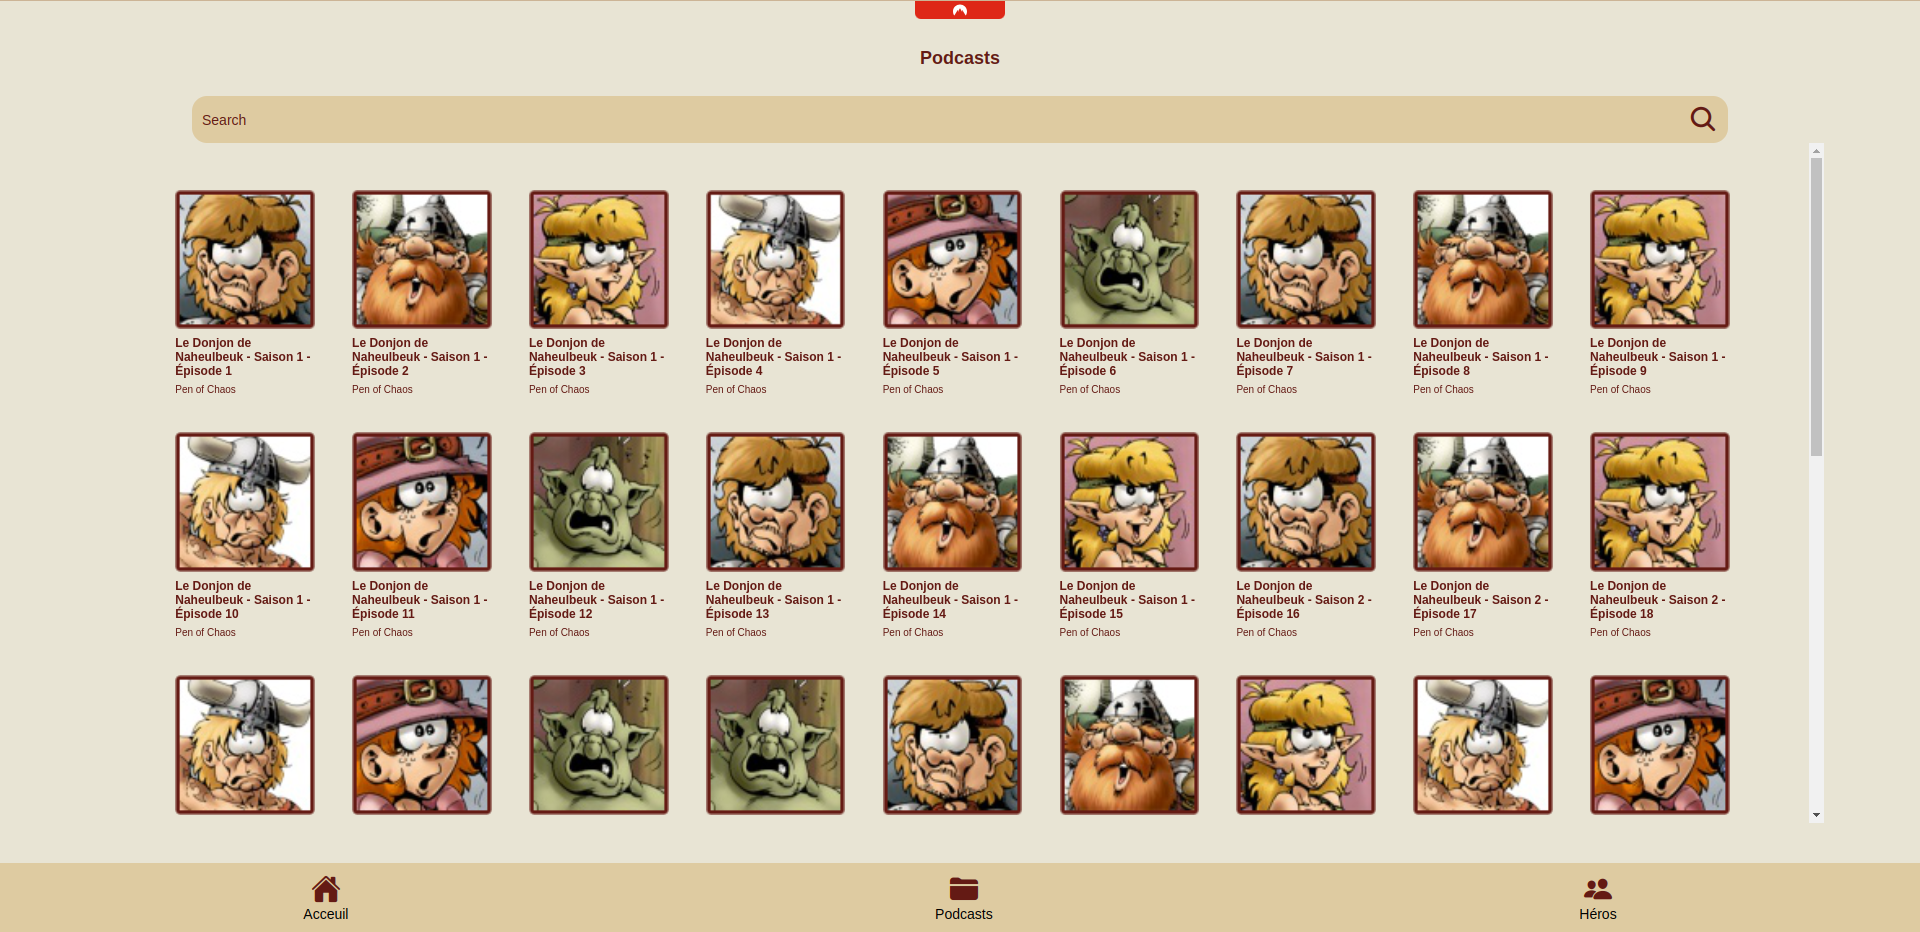 Podcasts
Search
Le Donjon de
Naheulbeuk - Saison 1 -
Épisode 1
Pen of Chaos
Le Donjon de
Naheulbeuk - Saison 1 -
Épisode 2
Pen of Chaos
Le Donjon de
Naheulbeuk - Saison 1 -
Épisode 3
Pen of Chaos
Le Donjon de
Naheulbeuk - Saison 1 -
Épisode 4
Pen of Chaos
Le Donjon de
Naheulbeuk - Saison 1 -
Épisode 5
Pen of Chaos
Le Donjon de
Naheulbeuk - Saison 1 -
Épisode 6
Pen of Chaos
Le Donjon de
Naheulbeuk - Saison 1 -
Épisode 7
Pen of Chaos
Le Donjon de
Naheulbeuk - Saison 1 -
Épisode 8
Pen of Chaos
Le Donjon de
Naheulbeuk - Saison 1 -
Épisode 9
Pen of Chaos
Le Donjon de
Naheulbeuk - Saison 1 -
Épisode 10
Pen of Chaos
Le Donjon de
Naheulbeuk - Saison 1 -
Épisode 11
Pen of Chaos
Le Donjon de
Naheulbeuk - Saison 1 -
Épisode 12
Pen of Chaos
Le Donjon de
Naheulbeuk - Saison 1 -
Épisode 13
Pen of Chaos
Le Donjon de
Naheulbeuk - Saison 1 -
Épisode 14
Pen of Chaos
Le Donjon de
Naheulbeuk - Saison 1 -
Épisode 15
Pen of Chaos
Le Donjon de
Naheulbeuk - Saison 2 -
Épisode 16
Pen of Chaos
Le Donjon de
Naheulbeuk - Saison 2 -
Épisode 17
Pen of Chaos
Le Donjon de
Naheulbeuk - Saison 2 -
Épisode 18
Pen of Chaos
Acceuil
Podcasts
Héros